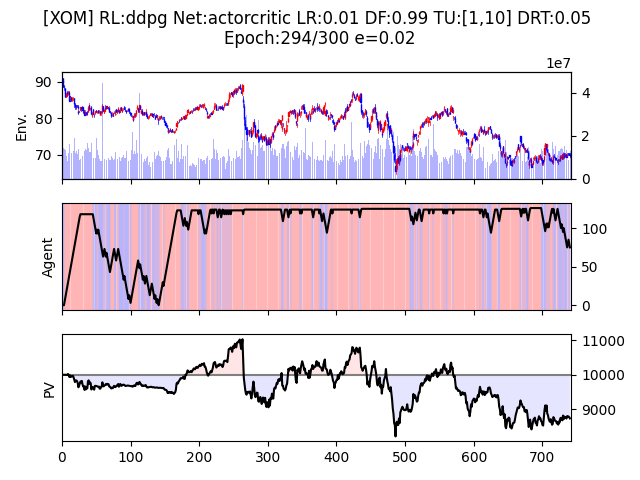 [XOM] RL:ddpg Net:actorcritic LR:0.01 DF:0.99 TU:[1,10] DRT:0.05
Epoch:294/300 e=0.02
1e7
90
80
70
Env.
4
2
0
Agent
100
50
0
PV
11000
10000
9000
0 100 200 300 400 500 600 700